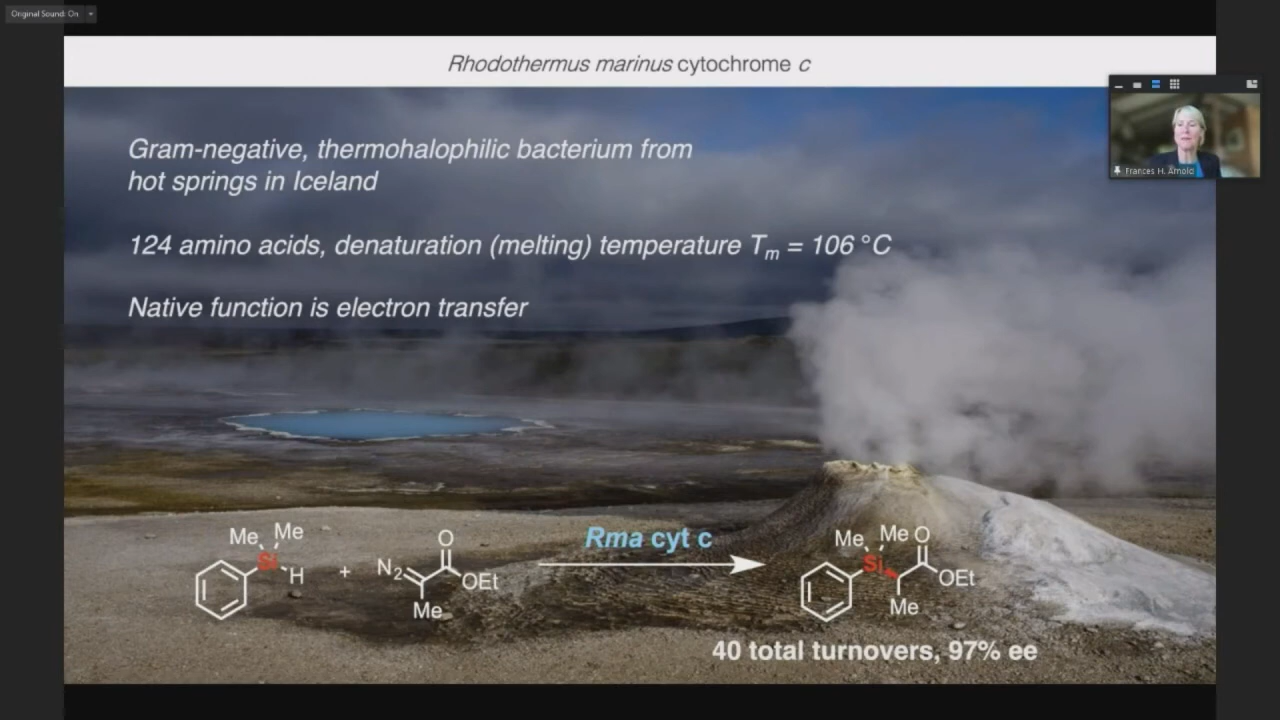 Original Sound: On
Rhodothermus marinus cytochrome c
Frances H. Arnold
Gram-negative, thermohalophilic bacterium from
hot springs in Iceland
124 amino acids, denaturation (melting) temperature Tm = 106 °C
Native function is electron transfer
Me Me
Si
H
+
N2
O
OEt
Me
Rma cyt c
Me Me O
Si
OEt
Me
40 total turnovers, 97% ee